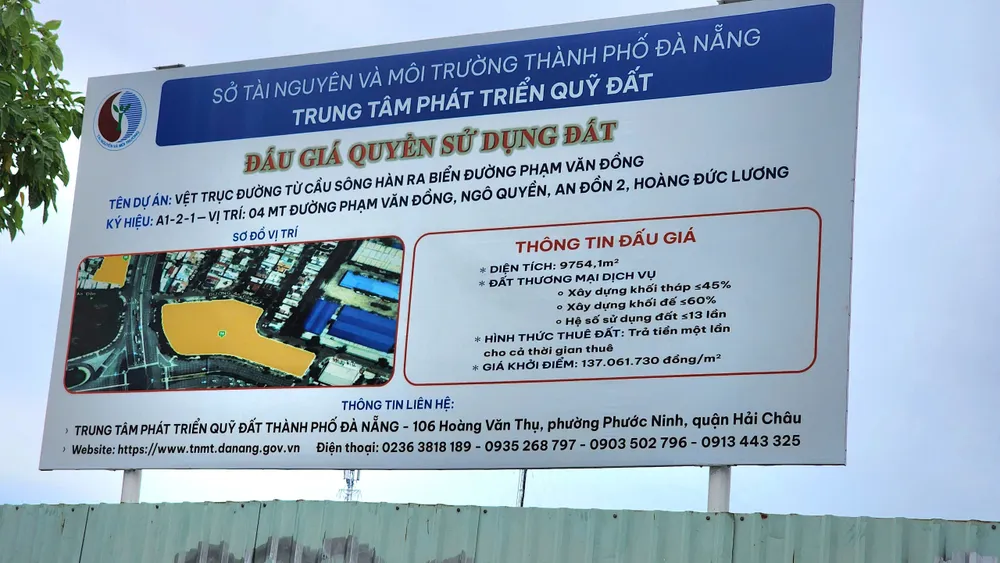 SỞ TÀI NGUYÊN VÀ MÔI TRƯỜNG THÀNH PHỐ ĐÀ NẴNG
TRUNG TÂM PHÁT TRIỂN QUỸ ĐẤT
ĐẤU GIÁ QUYỀN SỬ DỤNG ĐẤT
TÊN DỰ ÁN: VỆT TRỤC ĐƯỜNG TỪ CẦU SÔNG HÀN RA BIỂN ĐƯỜNG PHẠM VĂN ĐỒNG
KÝ HIỆU: A1-2-1 – VỊ TRÍ: 04 MT ĐƯỜNG PHẠM VĂN ĐỒNG, NGÔ QUYỀN, AN ĐỒN 2, HOÀNG ĐỨC LƯƠNG
SƠ ĐỒ VỊ TRÍ
THÔNG TIN ĐẤU GIÁ
* DIỆN TÍCH: 9754,1m²
* ĐẤT THƯƠNG MẠI DỊCH VỤ
o Xây dựng khối tháp ≤45%
o Xây dựng khối đế ≤60%
o Hệ số sử dụng đất ≤13 lần
* HÌNH THỨC THUÊ ĐẤT: Trả tiền một lần
cho cả thời gian thuê
* GIÁ KHỞI ĐIỂM: 137.061.730 đồng/m²
THÔNG TIN LIÊN HỆ:
› TRUNG TÂM PHÁT TRIỂN QUỸ ĐẤT THÀNH PHỐ ĐÀ NẴNG - 106 Hoàng Văn Thụ, phường Phước Ninh, quận Hải Châu
› Website: https://www.tnmt.danang.gov.vn Điện thoại: 0236 3818 189 - 0935 268 797 - 0903 502 796 - 0913 443 325